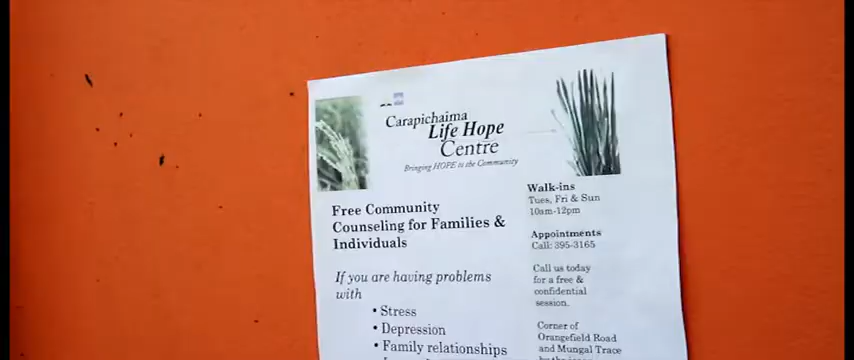 Carapichaima
Life Hope
Centre
Bringing HOPE to the Community
Free Community
Counseling for Families &
Individuals
If you are having problems
with
• Stress
• Depression
• Family relationships
Walk-ins
Tues, Fri & Sun
10am-12pm
Appointments
Call: 395-3165
Call us today
for a free &
confidential
session.
Corner of
Orangefield Road
and Mungal Trace